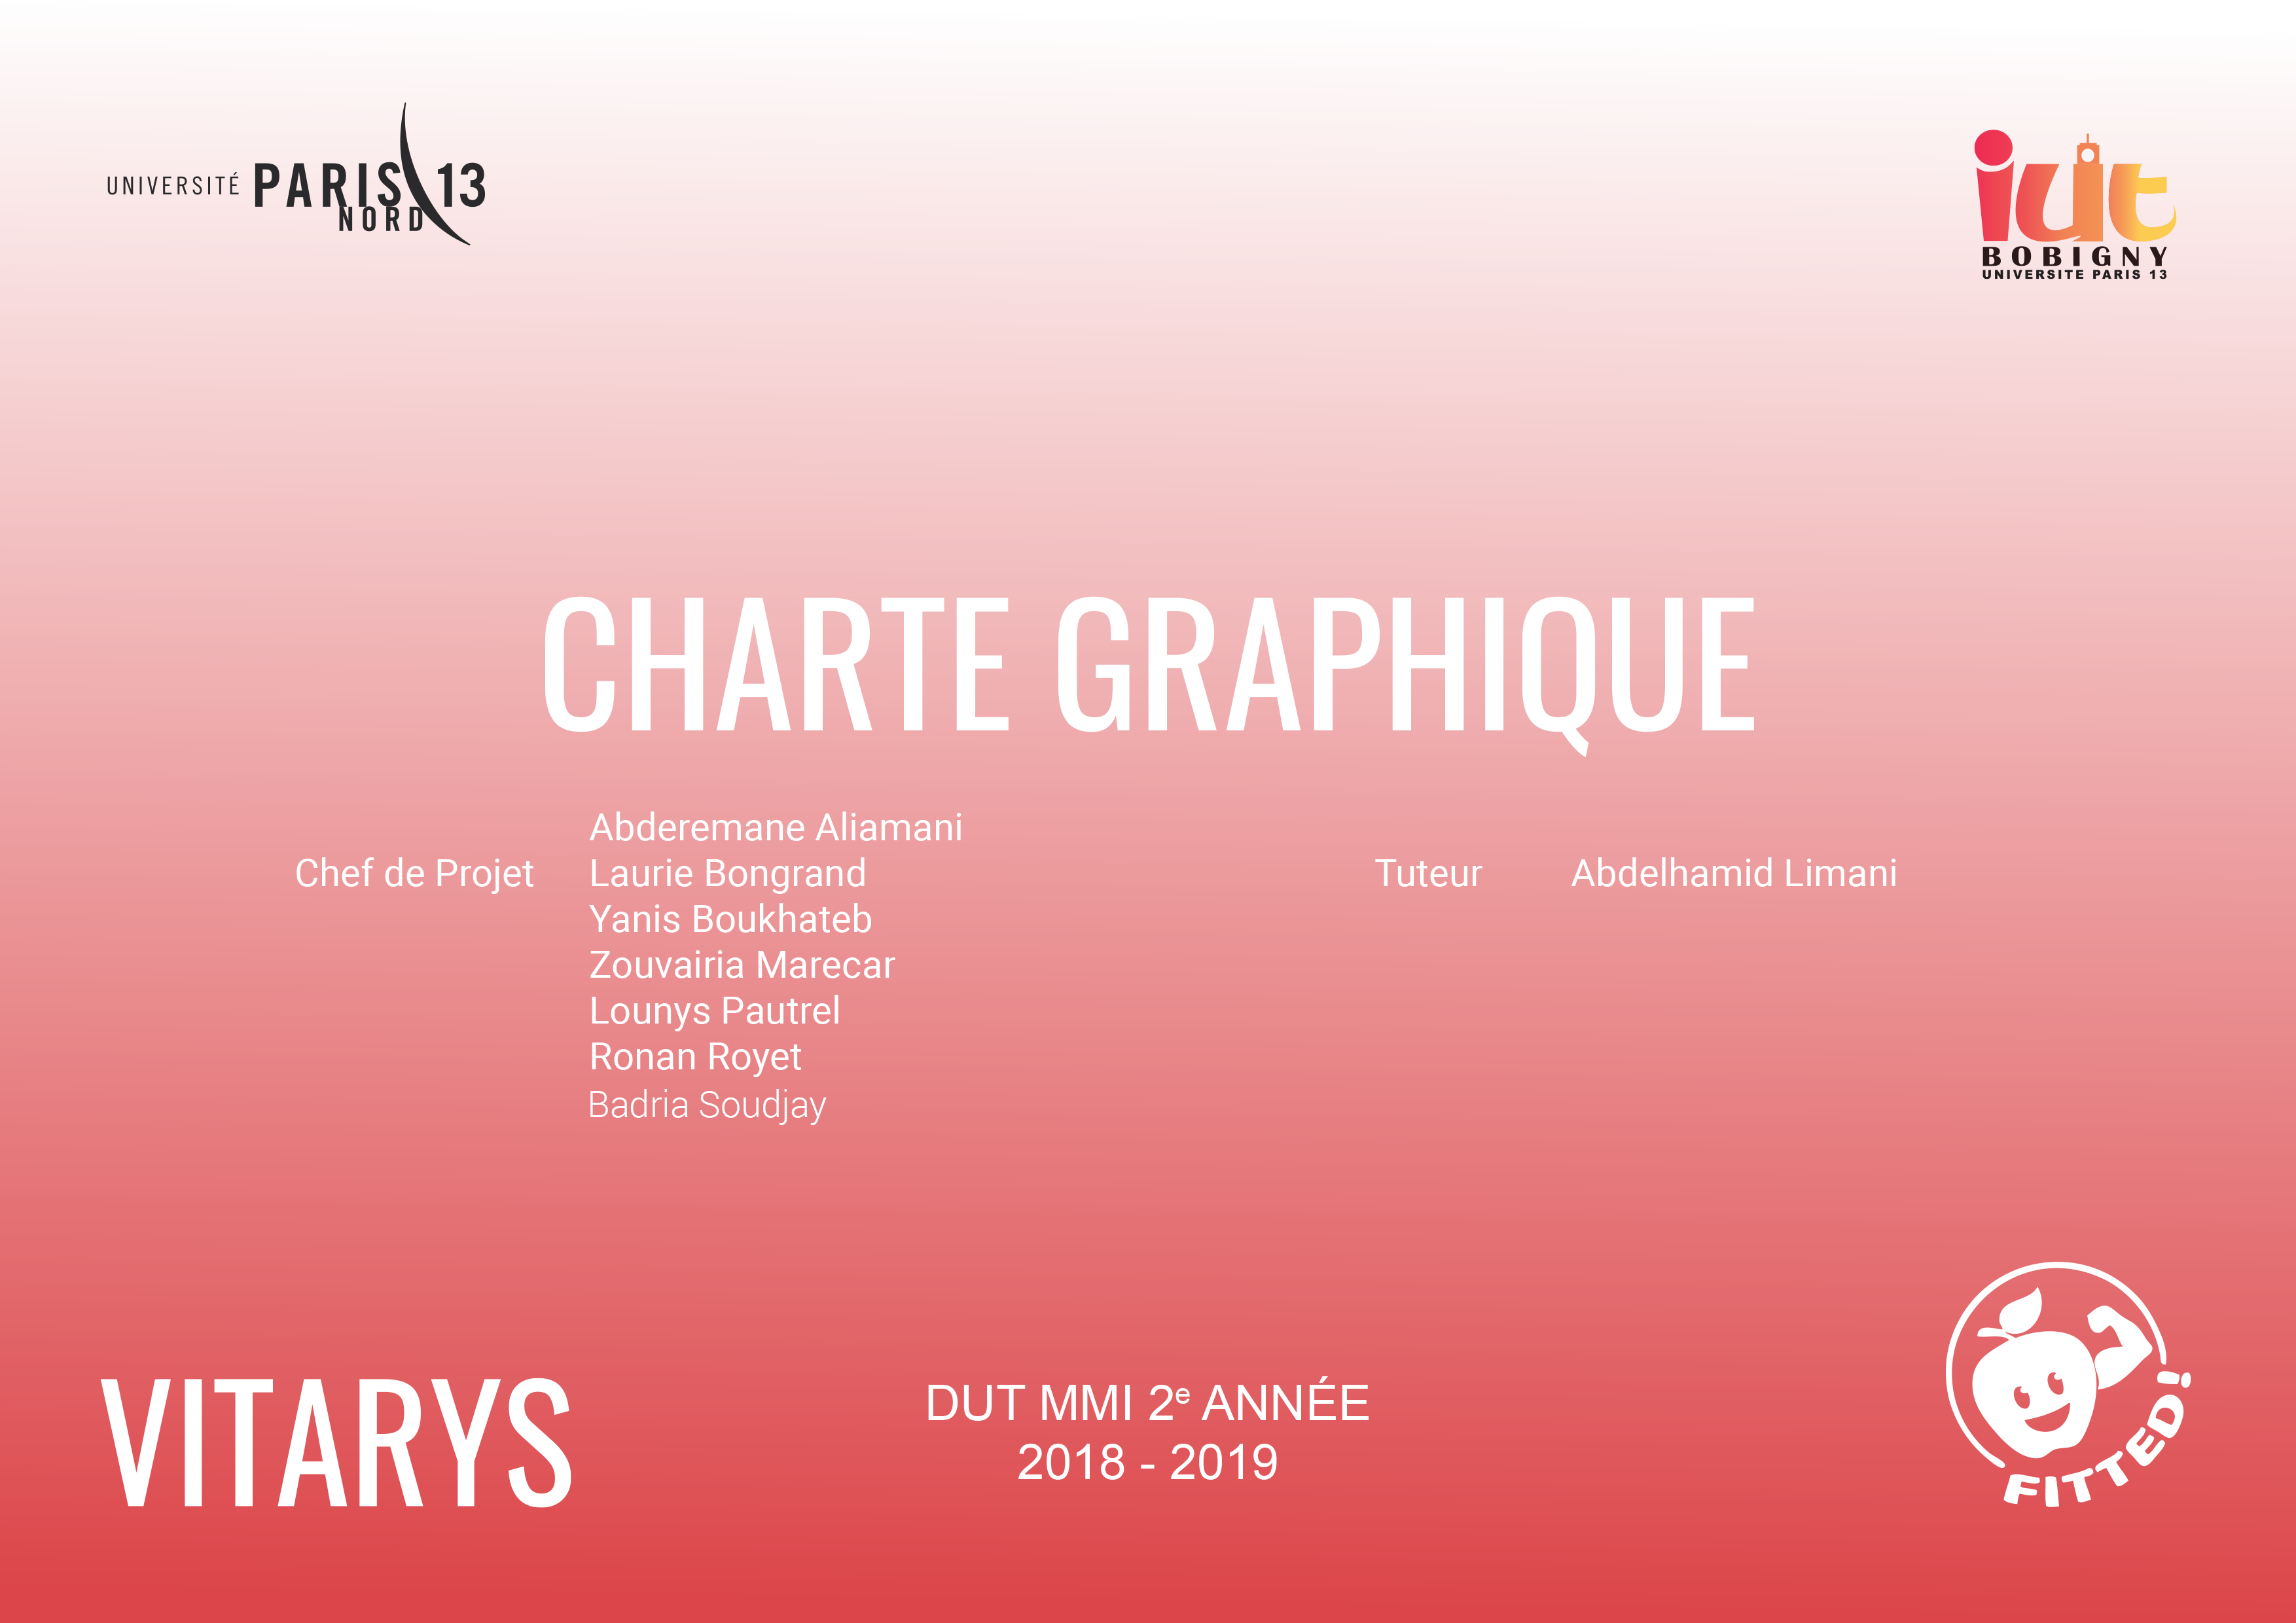 UNIVERSITÉ PARIS 13
NORD
iut
BOBIGNY
UNIVERSITE PARIS 13
CHARTE GRAPHIQUE
Abderemane Aliamani
Chef de Projet Laurie Bongrand
Yanis Boukhateb
Zouvairia Marecar
Lounys Pautrel
Ronan Royet
Badria Soudjay
Tuteur Abdelhamid Limani
VITARYS
DUT MMI 2e ANNÉE
2018 - 2019
FITTED!